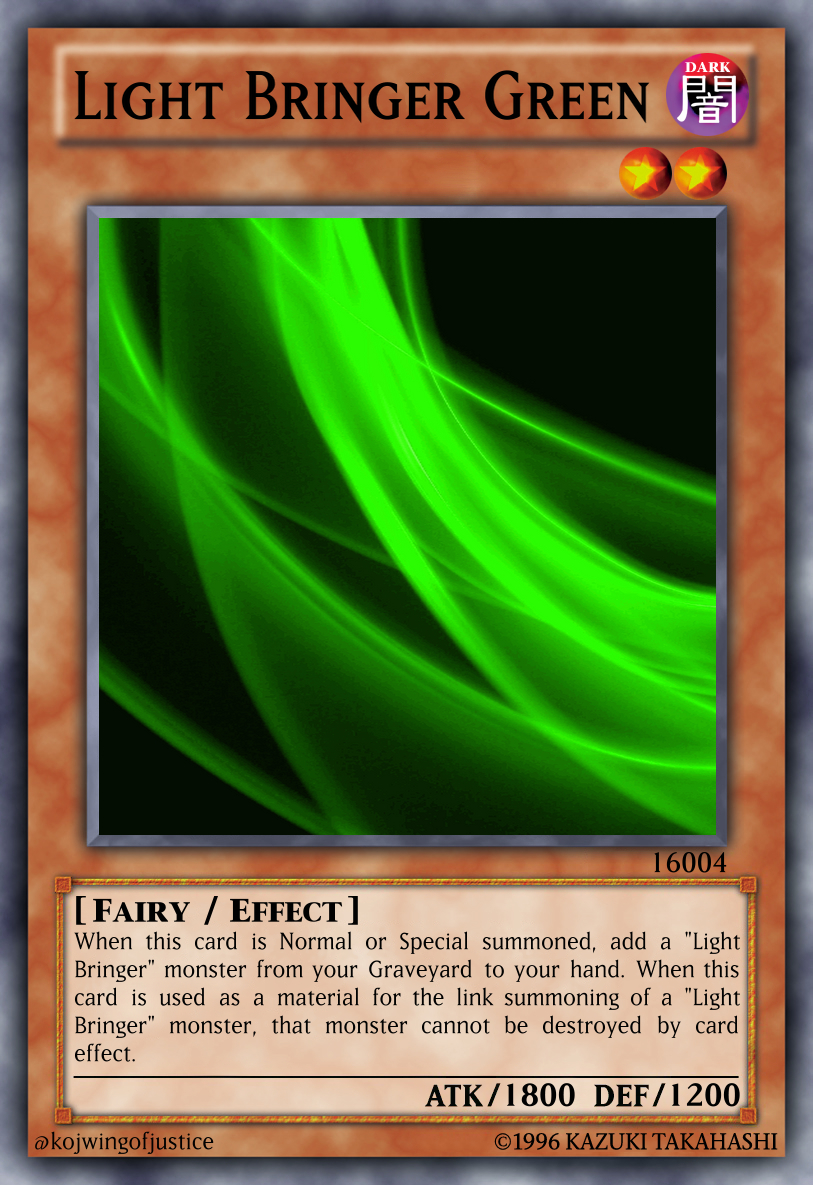 Light Bringer Green
DARK
闇
16004
[ Fairy / Effect ]
When this card is Normal or Special summoned, add a "Light
Bringer" monster from your Graveyard to your hand. When this
card is used as a material for the link summoning of a "Light
Bringer" monster, that monster cannot be destroyed by card
effect.
ATK/1800 DEF/1200
@kojwingofjustice
©1996 KAZUKI TAKAHASHI